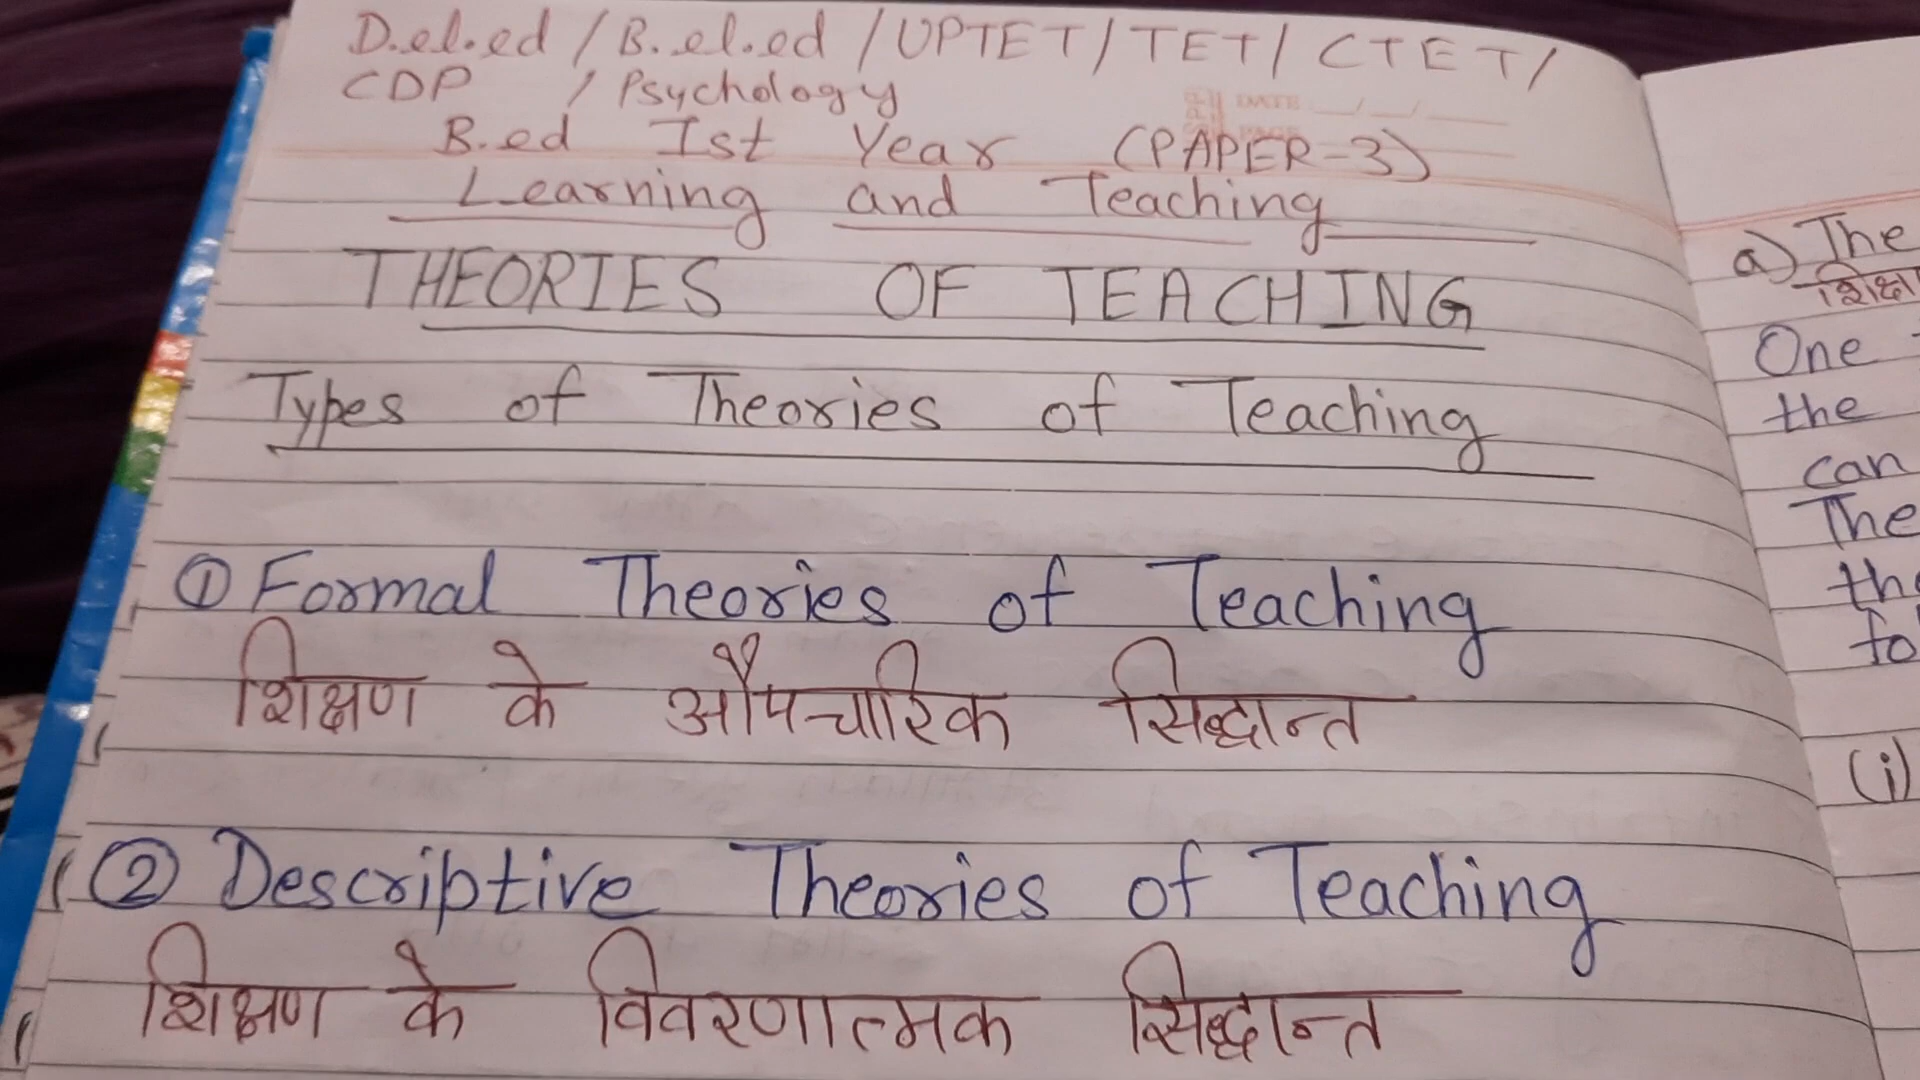 D.el.ed / B.el.ed / UPTET / TET / CTET /
CDP / Psychology
DATE
B.ed Ist Year (PAPER-3)
Learning and Teaching
THEORIES OF TEACHING
Types of Theories of Teaching
① Formal Theories of Teaching
शिक्षण के औपचारिक सिद्धान्त
② Descriptive Theories of Teaching
शिक्षण के विवरणात्मक सिद्धान्त
a) The
One
the
can
The
(i)